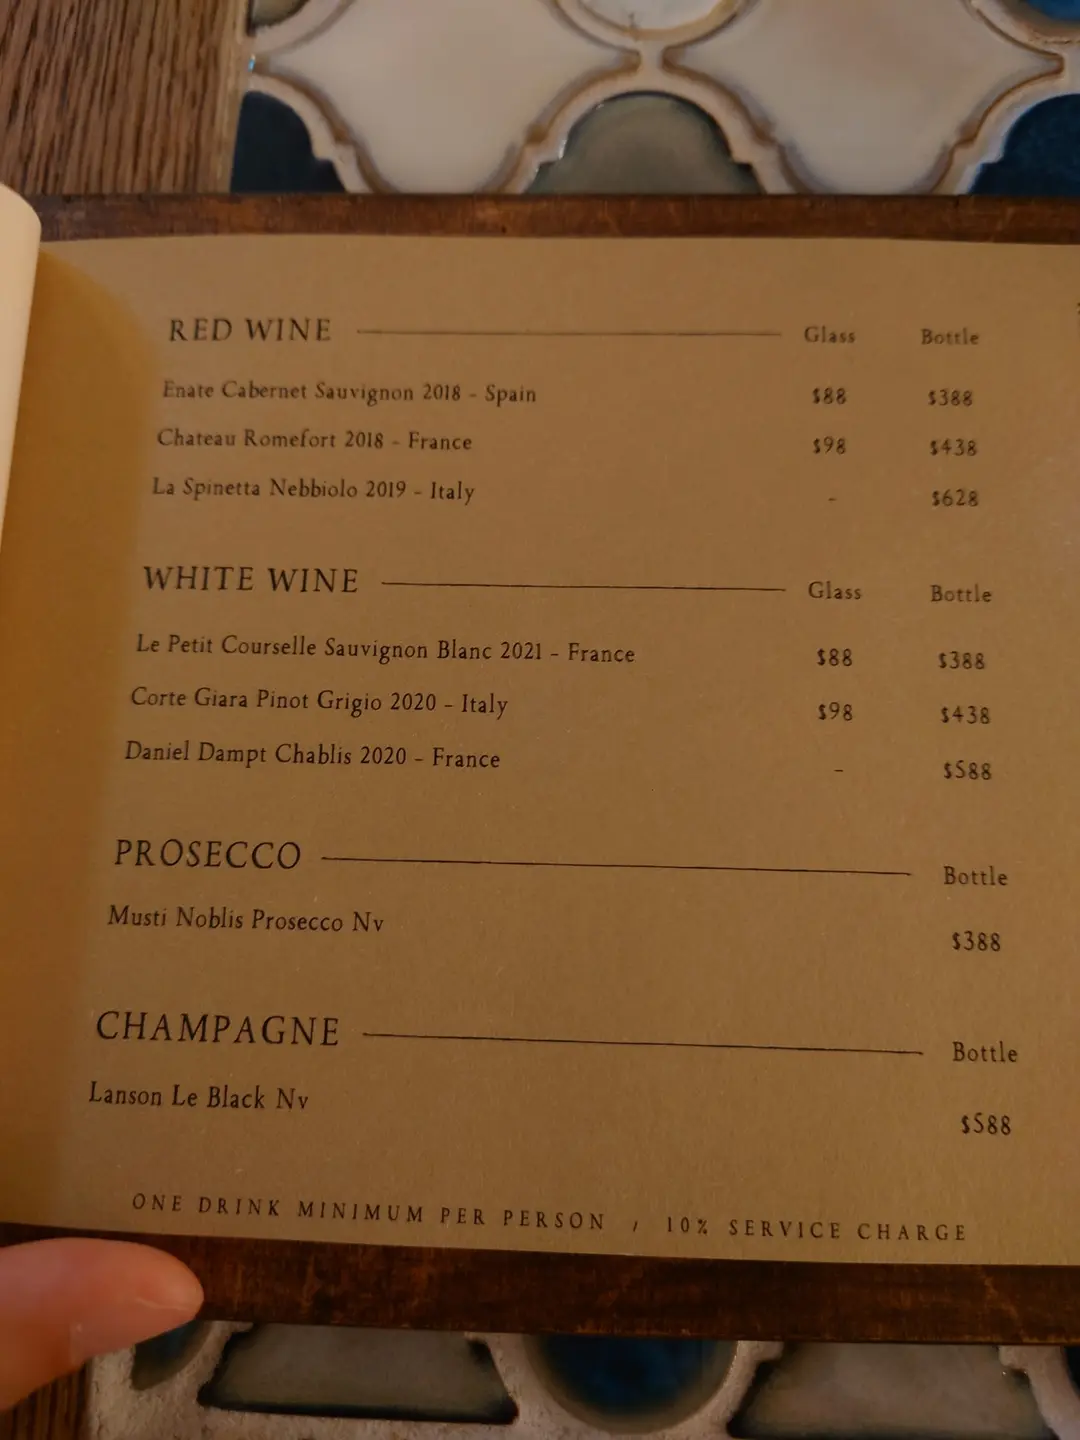 RED WINE Glass Bottle
Enate Cabernet Sauvignon 2018 - Spain $88 $388
Chateau Romefort 2018 - France $98 $438
La Spinetta Nebbiolo 2019 - Italy - $628
WHITE WINE Glass Bottle
Le Petit Courselle Sauvignon Blanc 2021 - France $88 $388
Corte Giara Pinot Grigio 2020 - Italy $98 $438
Daniel Dampt Chablis 2020 - France - $588
PROSECCO Bottle
Musti Noblis Prosecco Nv $388
CHAMPAGNE Bottle
Lanson Le Black Nv $588
ONE DRINK MINIMUM PER PERSON / 10% SERVICE CHARGE